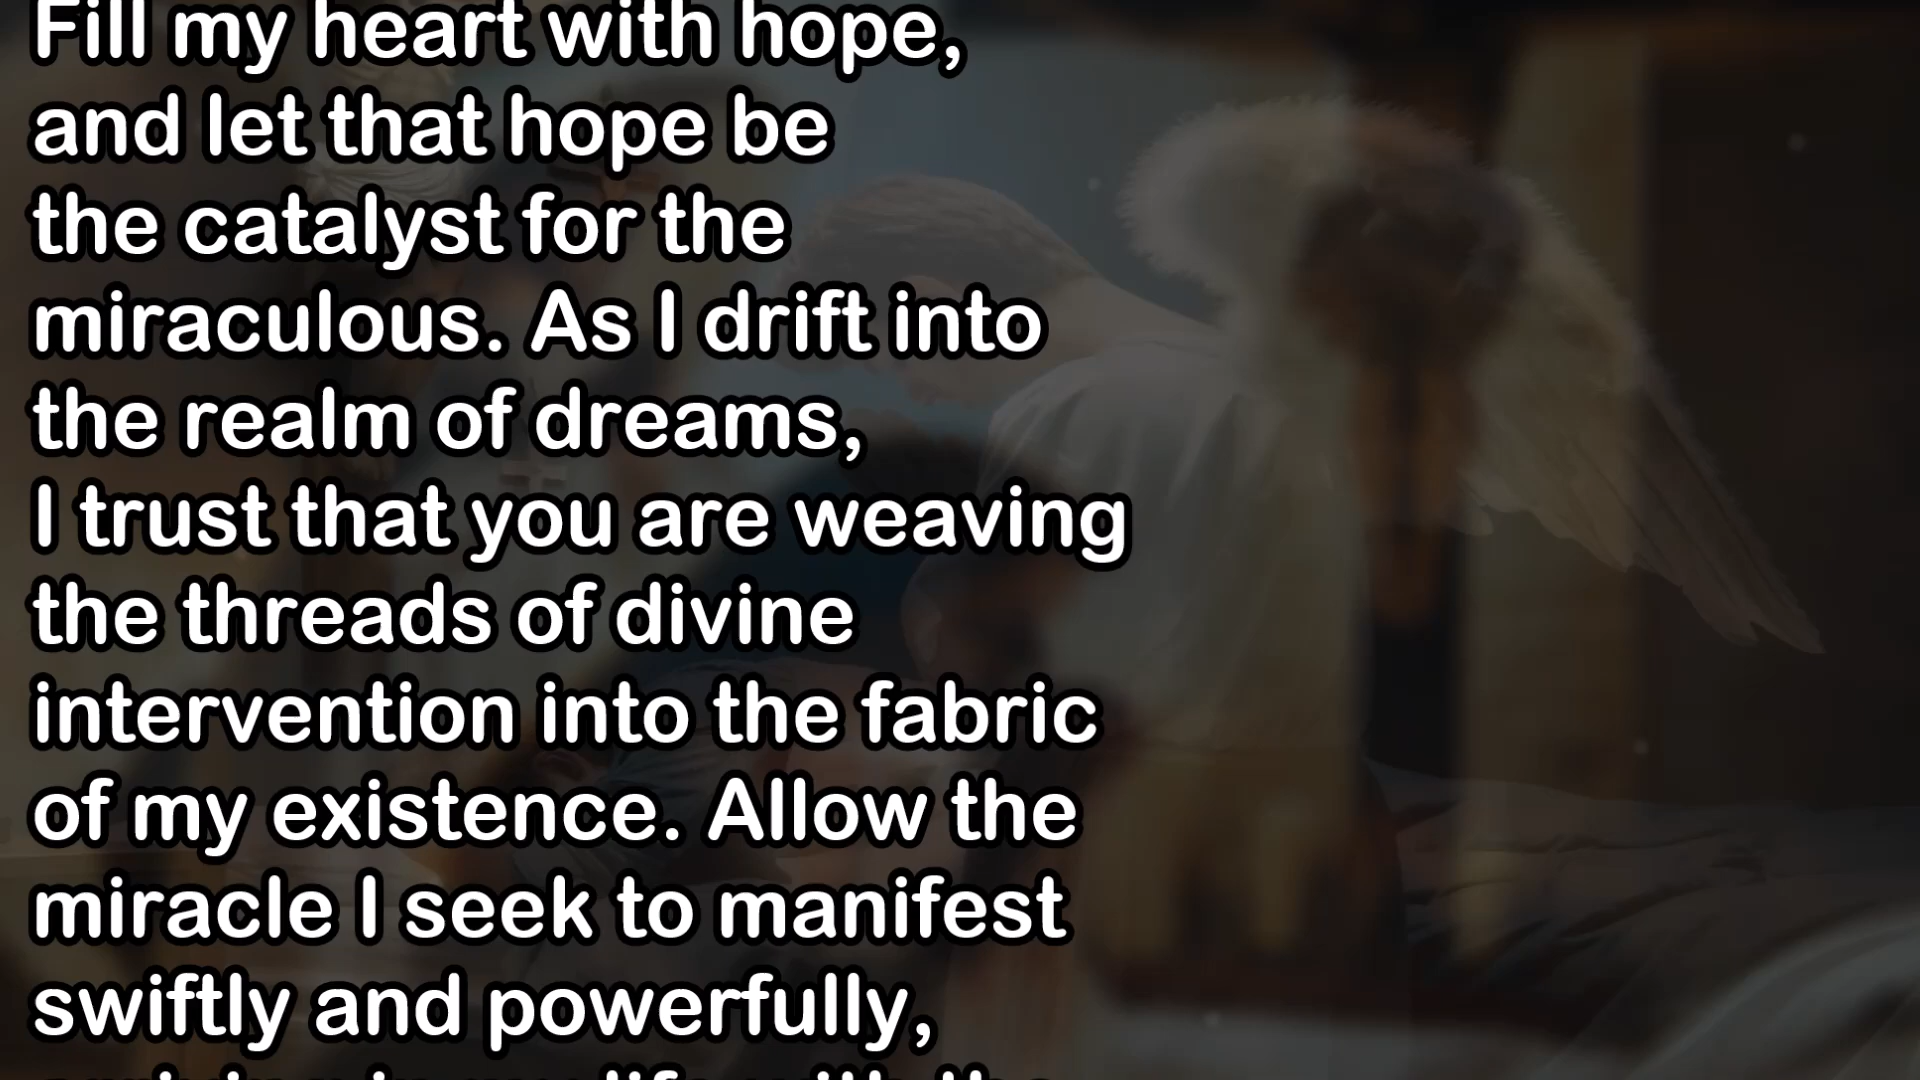 Fill my heart with hope,
and let that hope be
the catalyst for the
miraculous. As I drift into
the realm of dreams,
I trust that you are weaving
the threads of divine
intervention into the fabric
of my existence. Allow the
miracle I seek to manifest
swiftly and powerfully,